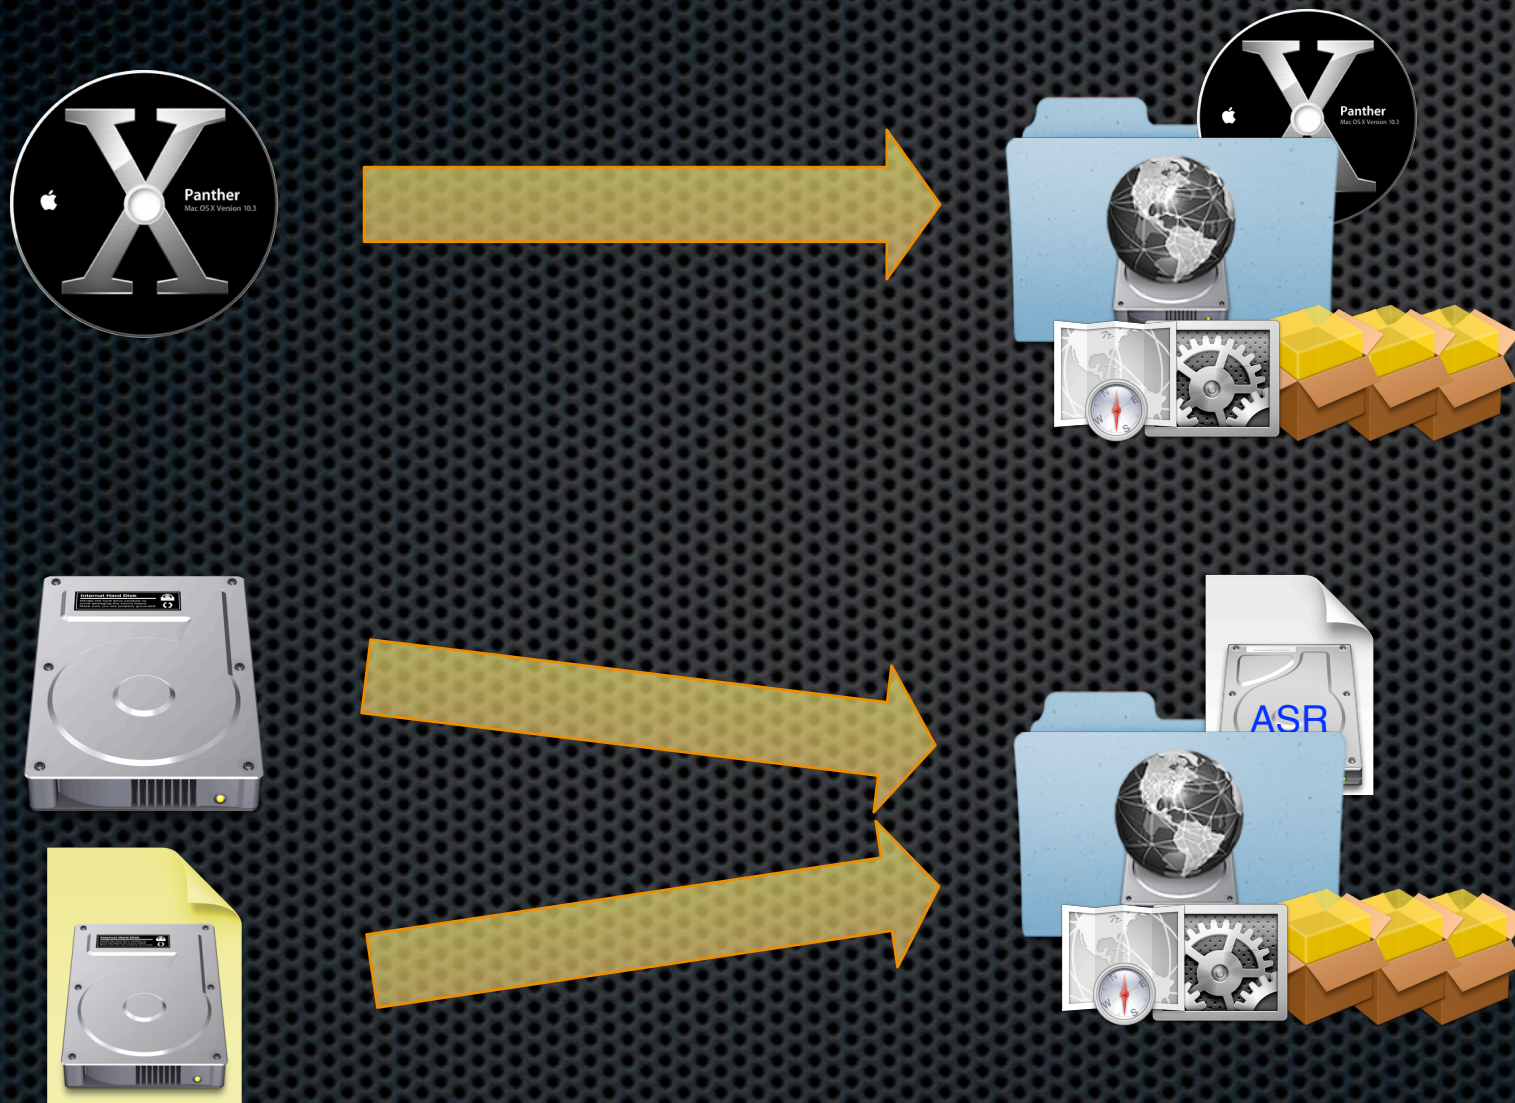 Panther
Mac OS X Version 10.3
Panther
Mac OS X Version 10.3
Internal Hard Disk
ASR
Internal Hard Disk
N
E
W
S
N
E
W
S